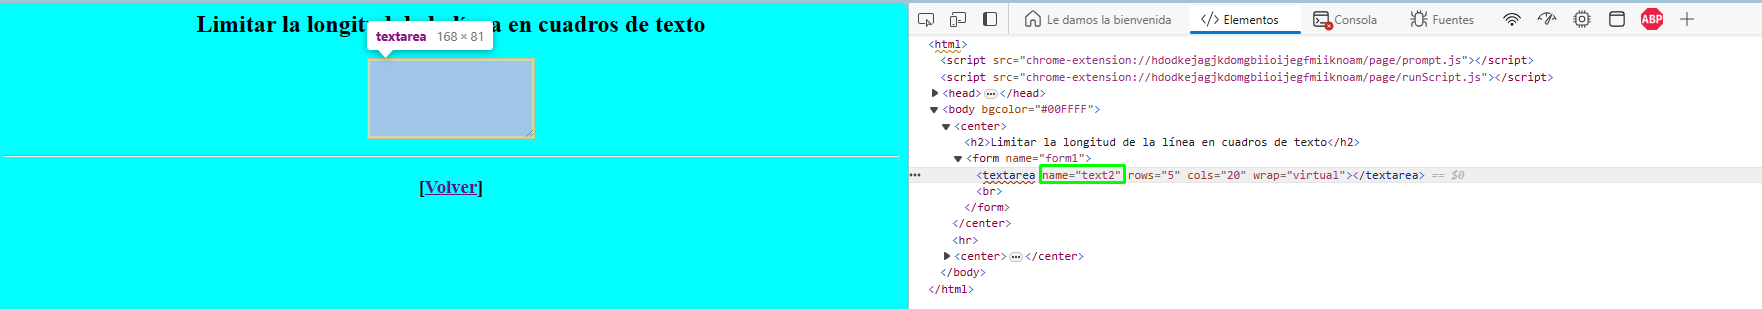 Limitar la longitud de la línea en cuadros de texto
textarea 168 × 81
[Volver]
Le damos la bienvenida
</> Elementos
Consola
Fuentes
ABP
<html>
<script src="chrome-extension://hdodkejagjkdomgbiioijegfmiiknoam/page/prompt.js"></script>
<script src="chrome-extension://hdodkejagjkdomgbiioijegfmiiknoam/page/runScript.js"></script>
<head> ⋯ </head>
<body bgcolor="#00FFFF">
<center>
<h2>Limitar la longitud de la línea en cuadros de texto</h2>
<form name="form1">
<textarea name="text2" rows="5" cols="20" wrap="virtual"></textarea> == $0
<br>
</form>
</center>
<hr>
<center> ⋯ </center>
</body>
</html>